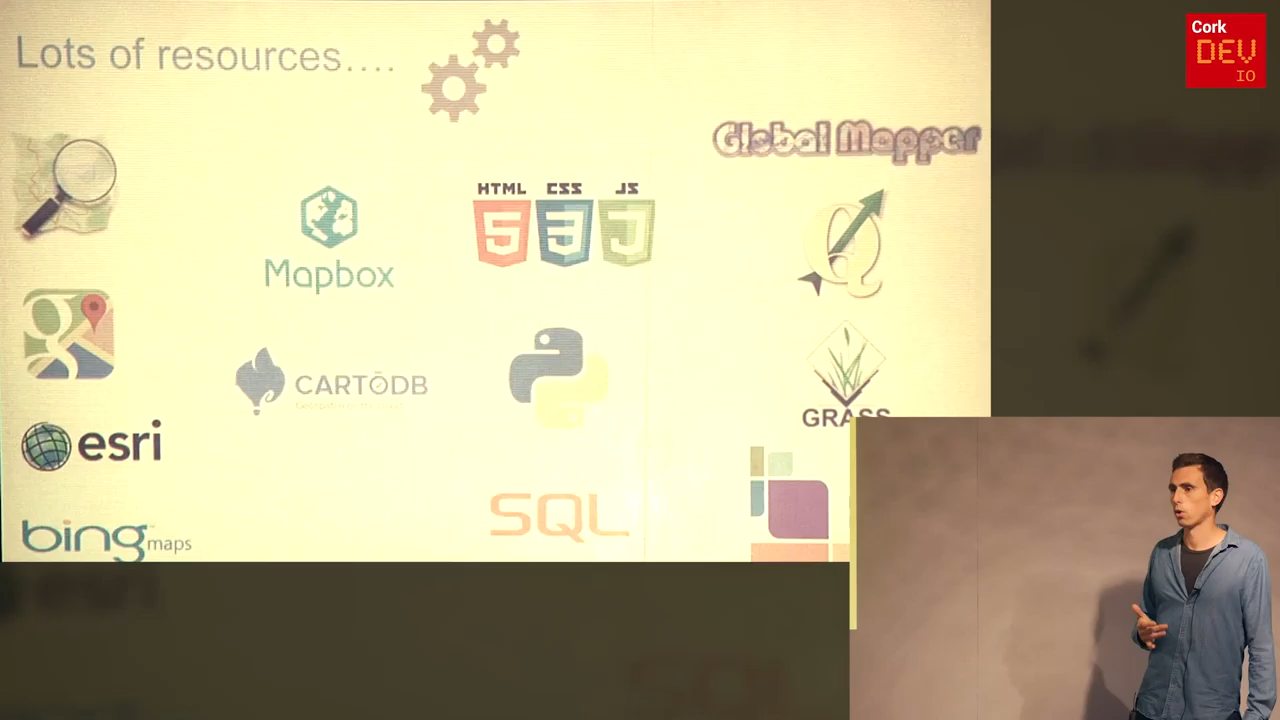 Lots of resources....
Cork
DEV
IO
Global Mapper
HTML CSS JS
5 3 J
Mapbox
Q
g
CARTODB
GRASS
esri
SQL
bing maps